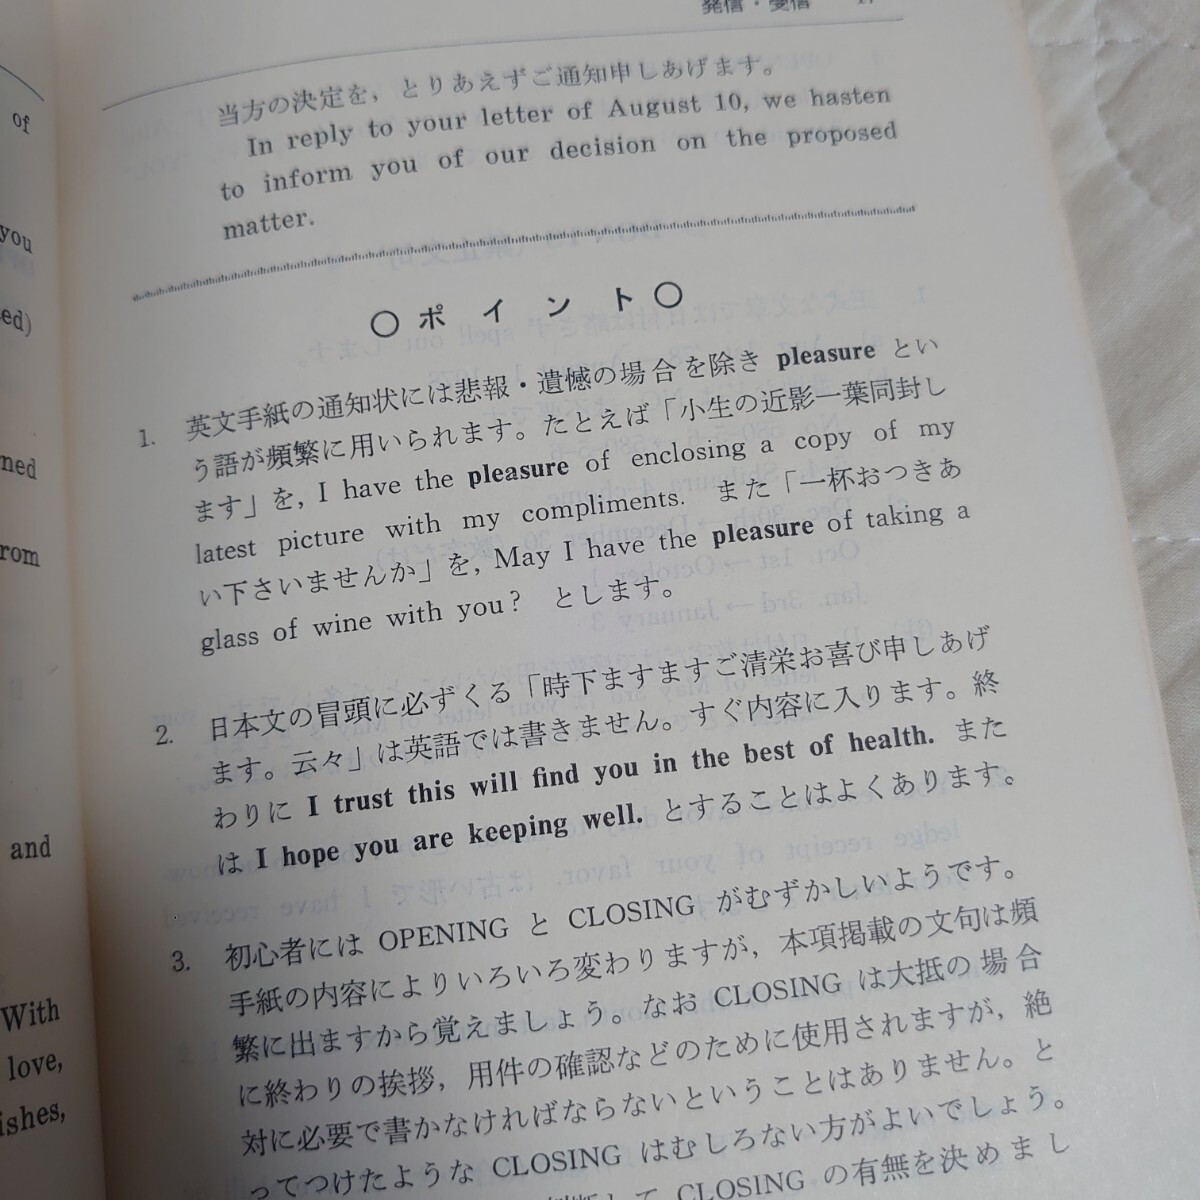 発信・受信 17
当方の決定を，とりあえずご通知申しあげます。
In reply to your letter of August 10, we hasten
to inform you of our decision on the proposed
matter.
○ポイント○
1. 英文手紙の通知状には悲報・遺憾の場合を除き pleasure とい
う語が頻繁に用いられます。たとえば「小生の近影一葉同封し
ます」を, I have the pleasure of enclosing a copy of my
latest picture with my compliments. また「一杯おつきあ
い下さいませんか」を, May I have the pleasure of taking a
glass of wine with you? とします。
2. 日本文の冒頭に必ずくる「時下ますますご清栄お喜び申しあげ
ます。云々」は英語では書きません。すぐ内容に入ります。終
わりに I trust this will find you in the best of health. また
は I hope you are keeping well. とすることはよくあります。
3. 初心者には OPENING と CLOSING がむずかしいようです。
手紙の内容によりいろいろ変わりますが，本項掲載の文句は頻
繁に出ますから覚えましょう。なお CLOSING は大抵の場合
に終わりの挨拶，用件の確認などのために使用されますが，絶
対に必要で書かなければならないということはありません。と
ってつけたような CLOSING はむしろない方がよいでしょう。
して CLOSING の有無を決めまし
of
you
ed)
ned
rom
and
With
love,
ishes,